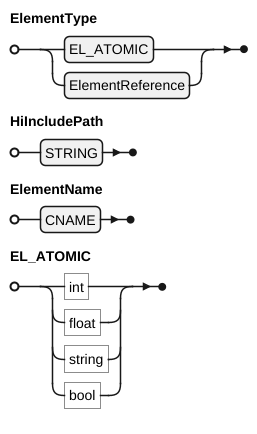 ElementType
EL_ATOMIC
ElementReference
HiIncludePath
STRING
ElementName
CNAME
EL_ATOMIC
int
float
string
bool